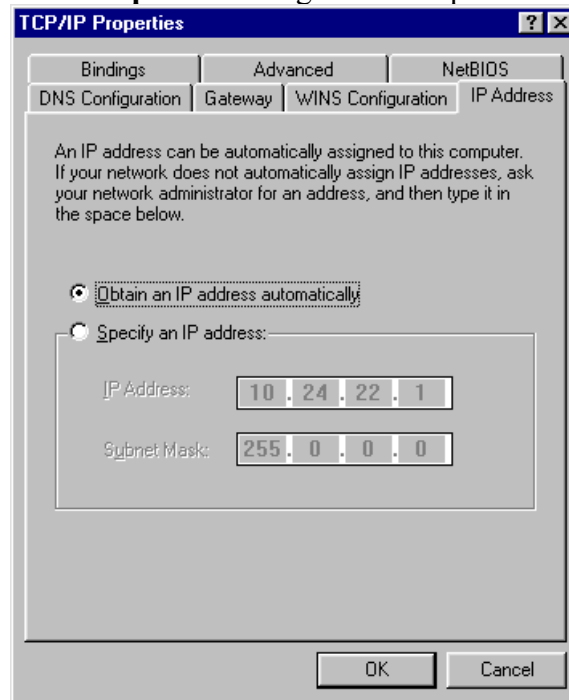 TCP/IP Properties
Bindings Advanced NetBIOS
DNS Configuration Gateway WINS Configuration IP Address
An IP address can be automatically assigned to this computer.
If your network does not automatically assign IP addresses, ask
your network administrator for an address, and then type it in
the space below.
Obtain an IP address automatically
Specify an IP address:
IP Address: 10 . 24 . 22 . 1
Subnet Mask: 255 . 0 . 0 . 0
OK Cancel